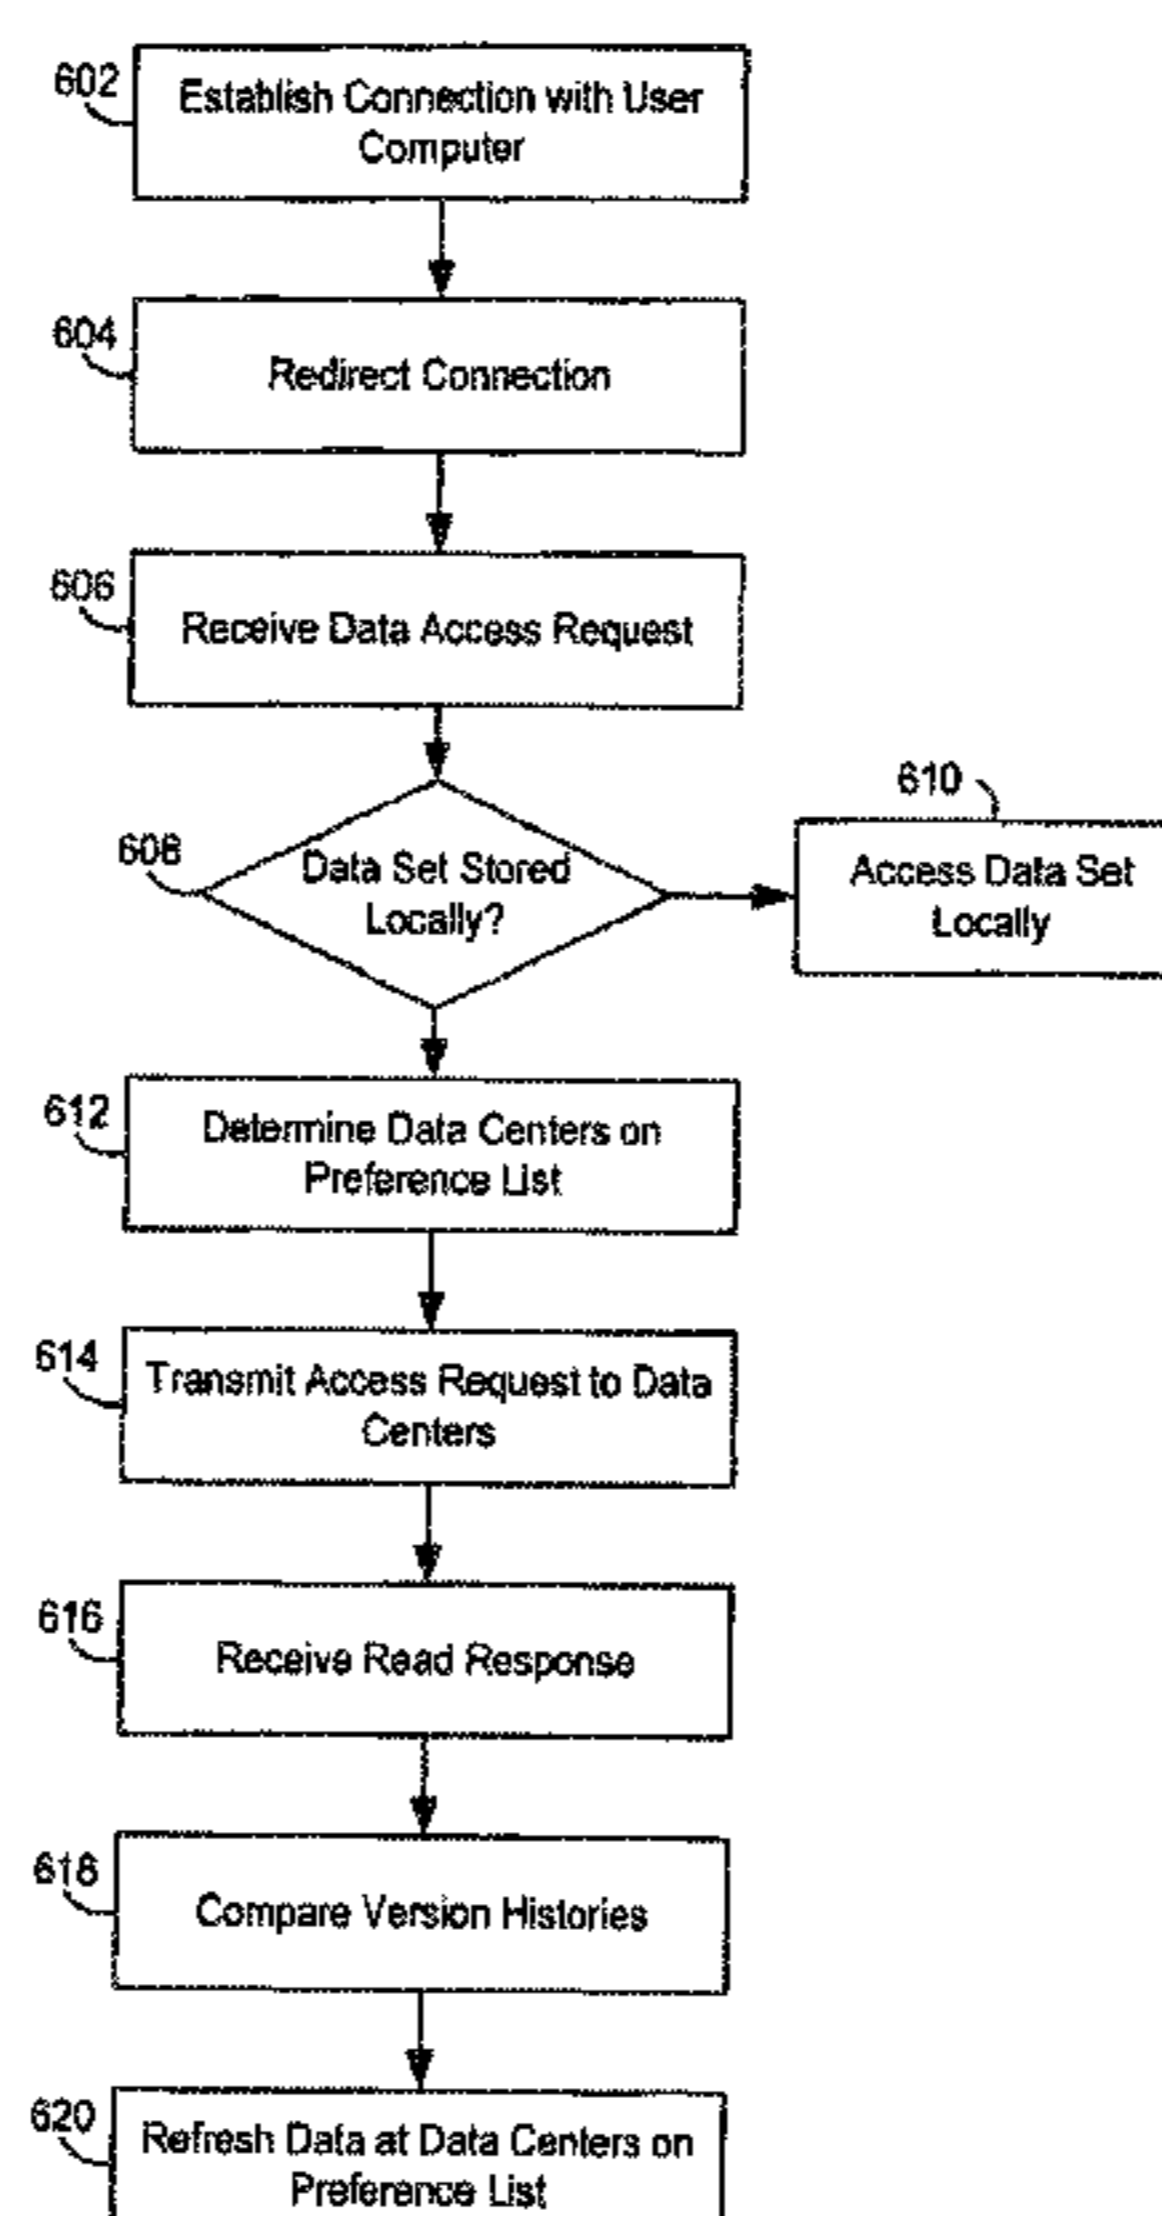 602
Establish Connection with User
Computer
604
Redirect Connection
606
Receive Data Access Request
608
Data Set Stored
Locally?
610
Access Data Set
Locally
612
Determine Data Centers on
Preference List
614
Transmit Access Request to Data
Centers
616
Receive Read Response
618
Compare Version Histories
620
Refresh Data at Data Centers on
Preference List